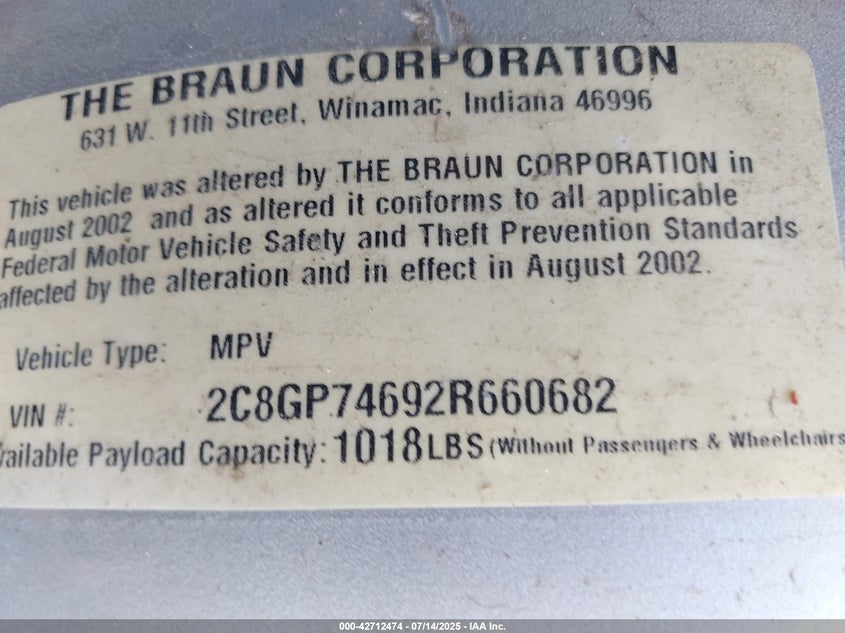 THE BRAUN CORPORATION
631 W. 11th Street, Winamac, Indiana 46996
This vehicle was altered by THE BRAUN CORPORATION in
August 2002 and as altered it conforms to all applicable
Federal Motor Vehicle Safety and Theft Prevention Standards
affected by the alteration and in effect in August 2002.
Vehicle Type: MPV
VIN #: 2C8GP74692R660682
vailable Payload Capacity: 1018 LBS (Without Passengers & Wheelchairs
000-42712474 - 07/14/2025 - IAA Inc.